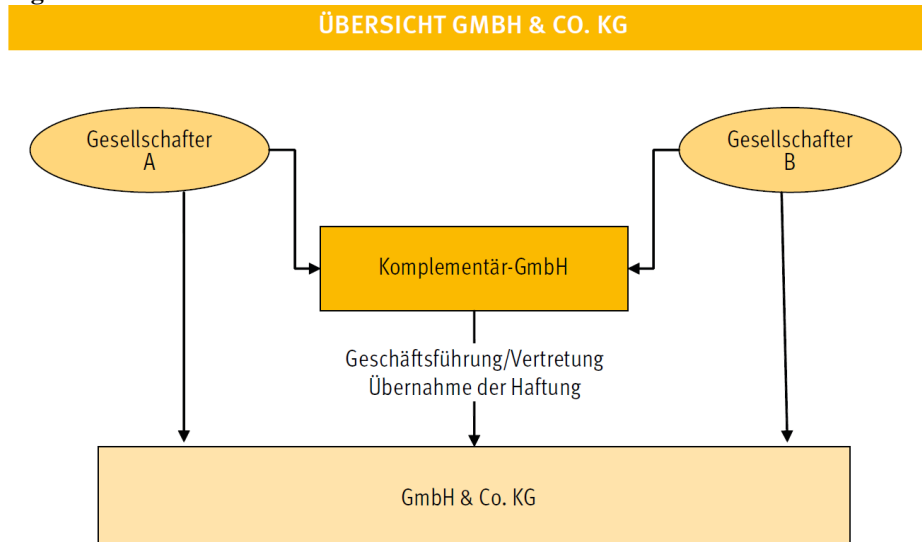 ÜBERSICHT GMBH & CO. KG
Gesellschafter
A
Gesellschafter
B
Komplementär-GmbH
Geschäftsführung/Vertretung
Übernahme der Haftung
GmbH & Co. KG